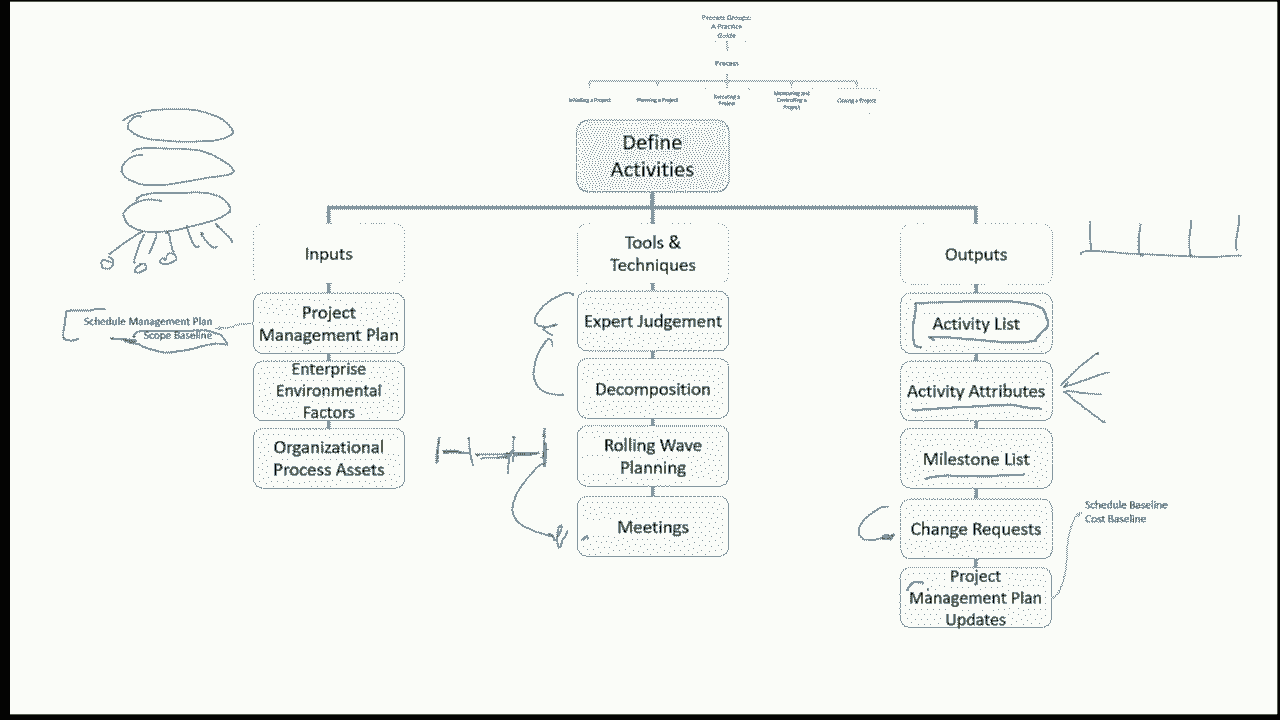 Process Groups:
A Practice
Guide
Process
Initiating a Project
Planning a Project
Executing a
Project
Monitoring and
Controlling a
Project
Closing a Project
Define
Activities
Inputs
Project
Management Plan
Schedule Management Plan
Scope Baseline
Enterprise
Environmental
Factors
Organizational
Process Assets
Tools &
Techniques
Expert Judgement
Decomposition
Rolling Wave
Planning
Meetings
Outputs
Activity List
Activity Attributes
Milestone List
Change Requests
Project
Management Plan
Updates
Schedule Baseline
Cost Baseline